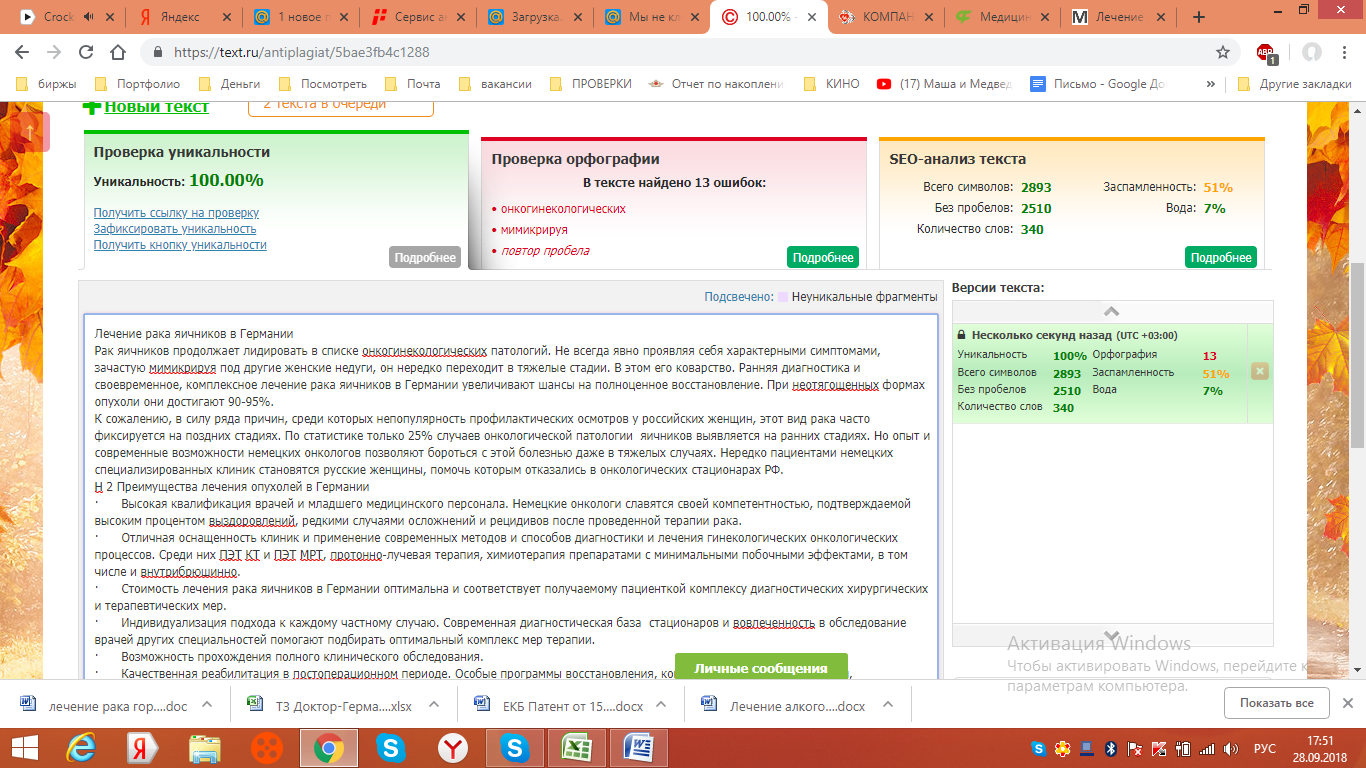 Crock
Яндекс
1 новое п
Сервис ан
Загрузка.
Мы не кл
100.00% -
КОМПАН
Медицин
Лечение
https://text.ru/antiplagiat/5bae3fb4c1288
ABP
1
биржы
Портфолио
Деньги
Посмотреть
Почта
вакансии
ПРОВЕРКИ
Отчет по накоплени
КИНО
(17) Маша и Медвед
Письмо - Google До
»
Другие закладки
Новый текст
2 текста в очереди
Проверка уникальности
Уникальность: 100.00%
Получить ссылку на проверку
Зафиксировать уникальность
Получить кнопку уникальности
Подробнее
Проверка орфографии
В тексте найдено 13 ошибок:
• онкогинекологических
• мимикрируя
• повтор пробела
Подробнее
SEO-анализ текста
Всего символов: 2893 Заспамленность: 51%
Без пробелов: 2510 Вода: 7%
Количество слов: 340
Подробнее
Подсвечено: Неуникальные фрагменты
Лечение рака яичников в Германии
Рак яичников продолжает лидировать в списке онкогинекологических патологий. Не всегда явно проявляя себя характерными симптомами,
зачастую мимикрируя под другие женские недуги, он нередко переходит в тяжелые стадии. В этом его коварство. Ранняя диагностика и
своевременное, комплексное лечение рака яичников в Германии увеличивают шансы на полноценное восстановление. При неотягощенных формах
опухоли они достигают 90-95%.
К сожалению, в силу ряда причин, среди которых непопулярность профилактических осмотров у российских женщин, этот вид рака часто
фиксируется на поздних стадиях. По статистике только 25% случаев онкологической патологии  яичников выявляется на ранних стадиях. Но опыт и
современные возможности немецких онкологов позволяют бороться с этой болезнью даже в тяжелых случаях. Нередко пациентами немецких
специализированных клиник становятся русские женщины, помочь которым отказались в онкологических стационарах РФ.
Н 2 Преимущества лечения опухолей в Германии
· Высокая квалификация врачей и младшего медицинского персонала. Немецкие онкологи славятся своей компетентностью, подтверждаемой
высоким процентом выздоровлений, редкими случаями осложнений и рецидивов после проведенной терапии рака.
· Отличная оснащенность клиник и применение современных методов и способов диагностики и лечения гинекологических онкологических
процессов. Среди них ПЭТ КТ и ПЭТ МРТ, протонно-лучевая терапия, химиотерапия препаратами с минимальными побочными эффектами, в том
числе и внутрибрюшинно.
· Стоимость лечения рака яичников в Германии оптимальна и соответствует получаемому пациенткой комплексу диагностических хирургических
и терапевтических мер.
· Индивидуализация подхода к каждому частному случаю. Современная диагностическая база  стационаров и вовлеченность в обследование
врачей других специальностей помогают подбирать оптимальный комплекс мер терапии.
· Возможность прохождения полного клинического обследования.
· Качественная реабилитация в постоперационном периоде. Особые программы восстановления,
Версии текста:
Несколько секунд назад (UTC +03:00)
Уникальность 100% Орфография 13
Всего символов 2893 Заспамленность 51%
Без пробелов 2510 Вода 7%
Количество слов 340
Личные сообщения
Активация Windows
Чтобы активировать Windows, перейдите к
параметрам компьютера.
лечение рака гор....doc
ТЗ Доктор-Герма....xlsx
ЕКБ Патент от 15....docx
Лечение алкого....docx
Показать все
РУС
17:51
28.09.2018